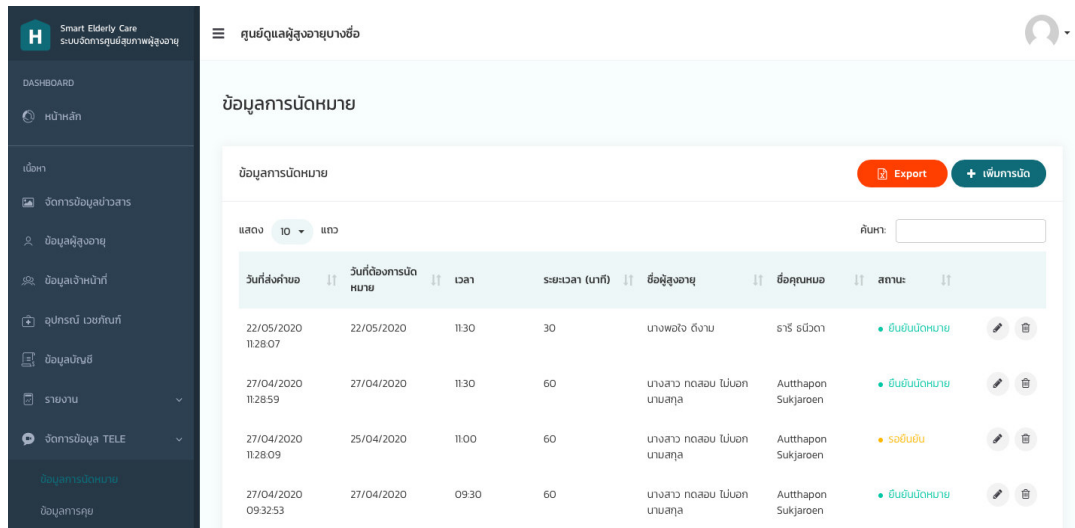 Smart Elderly Care
ระบบจัดการศูนย์สุขภาพผู้สูงอายุ
H
DASHBOARD
หน้าหลัก
เนื้อหา
จัดการข้อมูลข่าวสาร
ข้อมูลผู้สูงอายุ
ข้อมูลเจ้าหน้าที่
อุปกรณ์ เวชภัณฑ์
ข้อมูลบัญชี
รายงาน
จัดการข้อมูล TELE
ข้อมูลการนัดหมาย
ข้อมูลการคุย
ศูนย์ดูแลผู้สูงอายุบางซื่อ
ข้อมูลการนัดหมาย
ข้อมูลการนัดหมาย
Export
+ เพิ่มการนัด
แสดง 10 แถว
ค้นหา:
วันที่ส่งคำขอ วันที่ต้องการนัด เวลา ระยะเวลา (นาที) ชื่อผู้สูงอายุ ชื่อคุณหมอ สถานะ
หมาย
22/05/2020 22/05/2020 11:30 30 นางพอใจ ดีงาม ธารี ธนีวดา ยืนยันนัดหมาย
11:28:07
27/04/2020 27/04/2020 11:30 60 นางสาว ทดสอบ ไม่บอก Autthapon ยืนยันนัดหมาย
11:28:59 นามสกุล Sukjaroen
27/04/2020 25/04/2020 11:00 60 นางสาว ทดสอบ ไม่บอก Autthapon รอยืนยัน
11:28:09 นามสกุล Sukjaroen
27/04/2020 27/04/2020 09:30 60 นางสาว ทดสอบ ไม่บอก Autthapon ยืนยันนัดหมาย
09:32:53 นามสกุล Sukjaroen